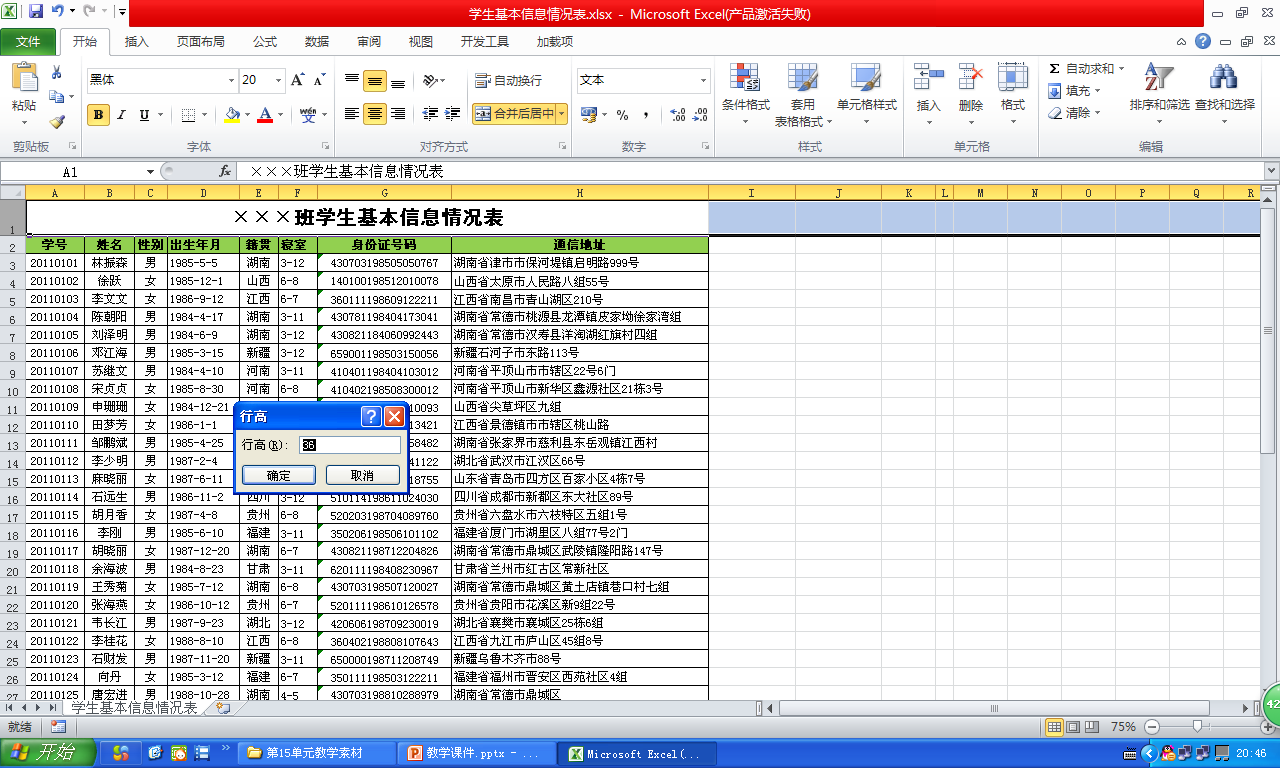 学生基本信息情况表.xlsx - Microsoft Excel(产品激活失败)
文件 开始 插入 页面布局 公式 数据 审阅 视图 开发工具 加载项
黑体 20 自动换行 文本 Σ 自动求和
粘贴 B I U A wén 文 合并后居中 % , 条件格式 套用 表格格式 单元格样式 插入 删除 格式 填充 清除 排序和筛选 查找和选择
剪贴板 字体 对齐方式 数字 样式 单元格 编辑
A1 fx ×××班学生基本信息情况表
A B C D E F G H I J K L M N O P Q R
1 ×××班学生基本信息情况表
2 学号 姓名 性别 出生年月 籍贯 寝室 身份证号码 通信地址
3 20110101 林振森 男 1985-5-5 湖南 3-12 430703198505050767 湖南省津市市保河堤镇启明路999号
4 20110102 徐跃 女 1985-12-1 山西 6-8 140100198512010078 山西省太原市人民路八组55号
5 20110103 李文文 女 1986-9-12 江西 6-7 360111198609122211 江西省南昌市青山湖区210号
6 20110104 陈朝阳 男 1984-4-17 湖南 3-11 430781198404173041 湖南省常德市桃源县龙潭镇皮家坳徐家湾组
7 20110105 刘泽明 男 1984-6-9 湖南 3-12 430821184060992443 湖南省常德市汉寿县洋淘湖红旗村四组
8 20110106 邓江海 男 1985-3-15 新疆 3-12 659001198503150056 新疆石河子市东路113号
9 20110107 苏继文 男 1984-4-10 河南 3-11 410401198404103012 河南省平顶山市市辖区22号6门
10 20110108 宋贞贞 女 1985-8-30 河南 6-8 410402198508300012 河南省平顶山市新华区鑫源社区21栋3号
11 20110109 申珊珊 女 1984-12-21 10093 山西省尖草坪区九组
12 20110110 田梦芳 女 1986-1-1 13421 江西省景德镇市市辖区桃山路
13 20110111 邹鹏斌 男 1985-4-25 58482 湖南省张家界市慈利县东岳观镇江西村
14 20110112 李少明 男 1987-2-4 41122 湖北省武汉市江汉区66号
15 20110113 麻晓丽 女 1987-6-11 18755 山东省青岛市四方区百家小区4栋7号
16 20110114 石远生 男 1986-11-2 四川 3-12 510114198611024030 四川省成都市新都区东大社区89号
17 20110115 胡月香 女 1987-4-8 贵州 6-8 520203198704089760 贵州省六盘水市六枝特区五组1号
18 20110116 李刚 男 1985-6-10 福建 3-11 350206198506101102 福建省厦门市湖里区八组77号2门
19 20110117 胡晓丽 女 1987-12-20 湖南 6-7 430821198712204826 湖南省常德市鼎城区武陵镇隆阳路147号
20 20110118 余海波 男 1984-8-23 甘肃 3-11 620111198408230967 甘肃省兰州市红古区常新社区
21 20110119 王秀菊 女 1985-7-12 湖南 6-8 430703198507120027 湖南省常德市鼎城区黄土店镇巷口村七组
22 20110120 张海燕 女 1986-10-12 贵州 6-7 520111198610126578 贵州省贵阳市花溪区新9组22号
23 20110121 韦长江 男 1987-9-23 湖北 3-12 420606198709230019 湖北省襄樊市襄城区25栋6组
24 20110122 李桂花 女 1988-8-10 江西 6-8 360402198808107643 江西省九江市庐山区45组8号
25 20110123 石财发 男 1987-11-20 新疆 3-11 650000198711208749 新疆乌鲁木齐市88号
26 20110124 向丹 女 1985-3-12 福建 6-7 350111198503122211 福建省福州市晋安区西苑社区4组
27 20110125 唐宏进 男 1988-10-28 湖南 4-5 430703198810288979 湖南省常德市鼎城区
行高
行高(R): 36
确定 取消
学生基本信息情况表
就绪 75% 42
开始 第15单元教学素材 教学课件.pptx - ... Microsoft Excel(... 20:46